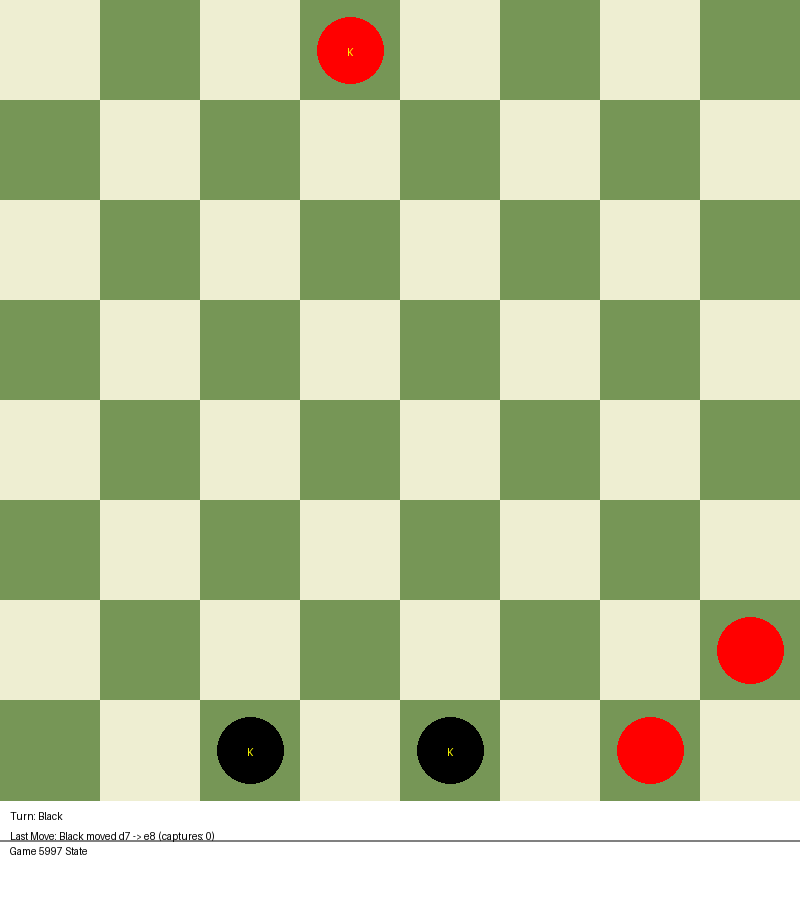 K
K K
Turn: Black
Last Move: Black moved d7 -> e8 (captures: 0)
Game 5997 State